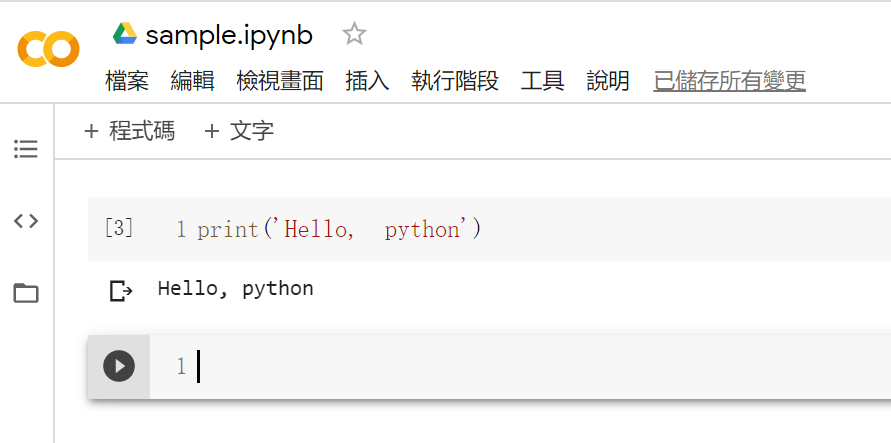 sample.ipynb
檔案 編輯 檢視畫面 插入 執行階段 工具 說明 已儲存所有變更
+ 程式碼 + 文字
[3] 1 print('Hello, python')
Hello, python
1